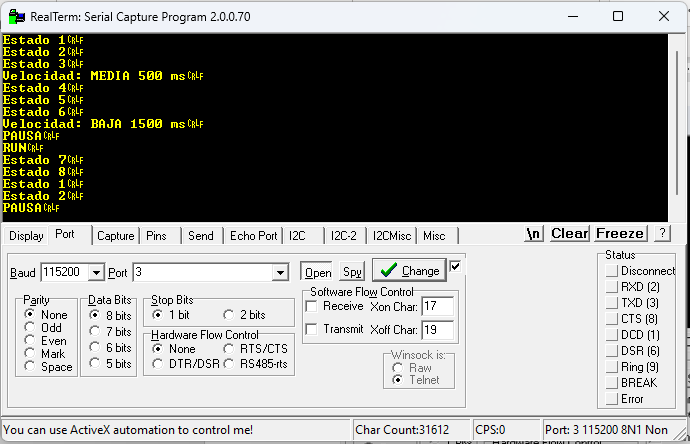 RealTerm: Serial Capture Program 2.0.0.70
Estado 1CRLF
Estado 2CRLF
Estado 3CRLF
Velocidad: MEDIA 500 msCRLF
Estado 4CRLF
Estado 5CRLF
Estado 6CRLF
Velocidad: BAJA 1500 msCRLF
PAUSACRLF
RUNCRLF
Estado 7CRLF
Estado 8CRLF
Estado 1CRLF
Estado 2CRLF
PAUSACRLF
Display Port Capture Pins Send Echo Port I2C I2C-2 I2CMisc Misc \n Clear Freeze ?
Baud 115200 Port 3 Open Spy Change
Parity
None
Odd
Even
Mark
Space
Data Bits
8 bits
7 bits
6 bits
5 bits
Stop Bits
1 bit 2 bits
Hardware Flow Control
None RTS/CTS
DTR/DSR RS485-rts
Software Flow Control
Receive Xon Char: 17
Transmit Xoff Char: 19
Winsock is:
Raw
Telnet
Status
Disconnect
RXD (2)
TXD (3)
CTS (8)
DCD (1)
DSR (6)
Ring (9)
BREAK
Error
You can use ActiveX automation to control me! Char Count:31612 CPS:0 Port: 3 115200 8N1 Non